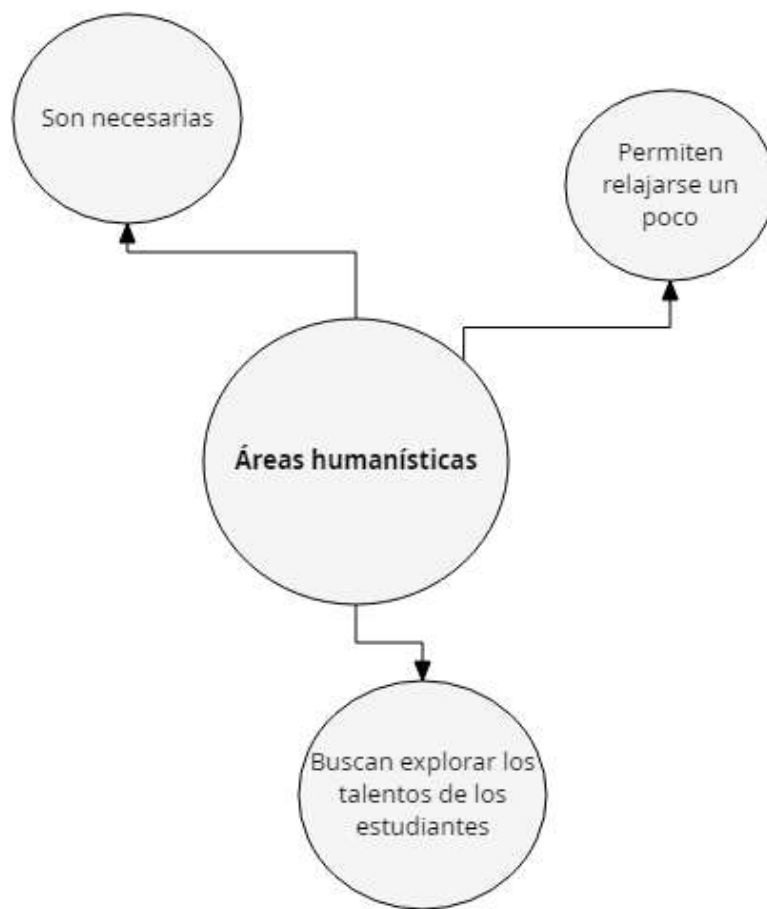 Son necesarias
Permiten
relajarse un
poco
Áreas humanísticas
Buscan explorar los
talentos de los
estudiantes